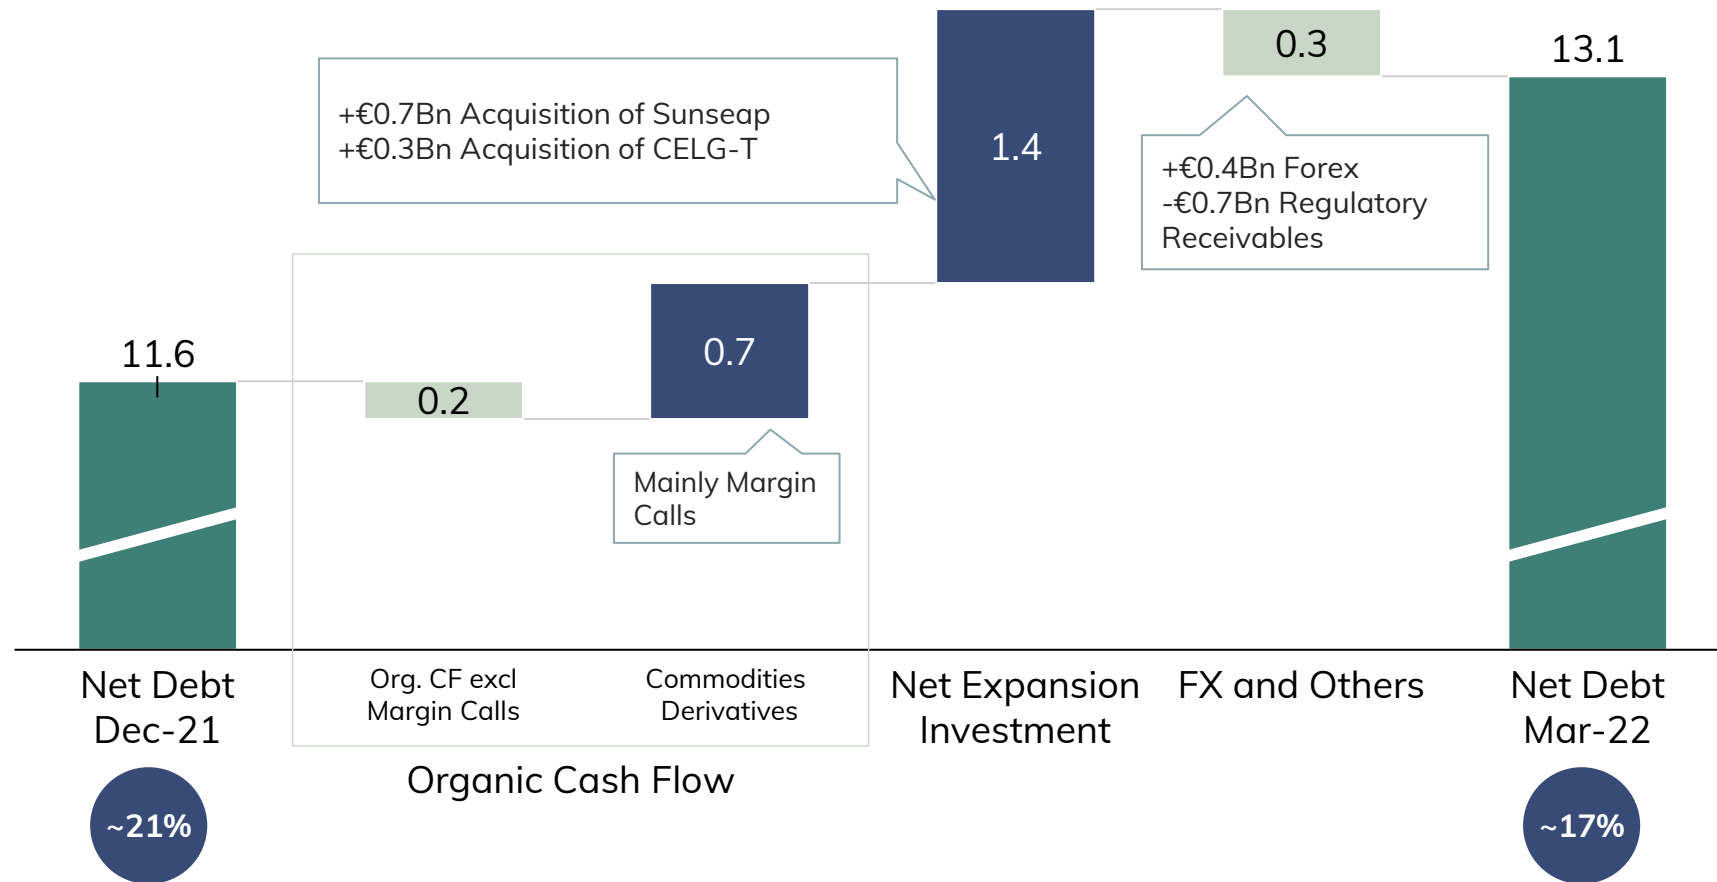 11.6
0.2
0.7
1.4
0.3
13.1
+€0.7Bn Acquisition of Sunseap
+€0.3Bn Acquisition of CELG-T
+€0.4Bn Forex
-€0.7Bn Regulatory
Receivables
Mainly Margin
Calls
Net Debt
Dec-21
Org. CF excl
Margin Calls
Commodities
Derivatives
Net Expansion
Investment
FX and Others
Net Debt
Mar-22
Organic Cash Flow
~21%
~17%